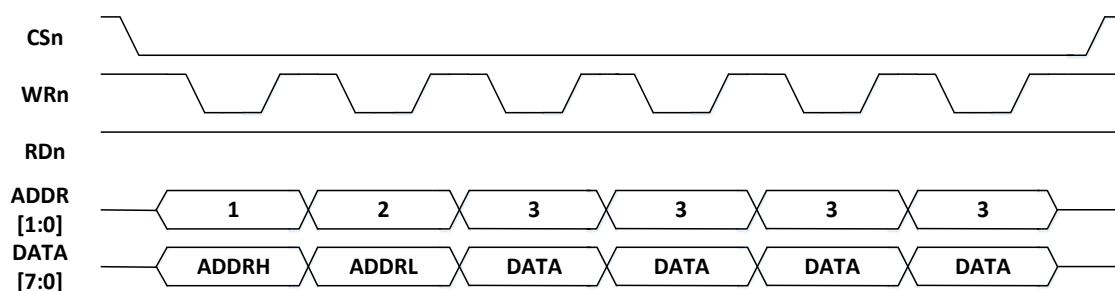 CSn
WRn
RDn
ADDR
[1:0]
1 2 3 3 3 3
DATA
[7:0]
ADDRH ADDRL DATA DATA DATA DATA